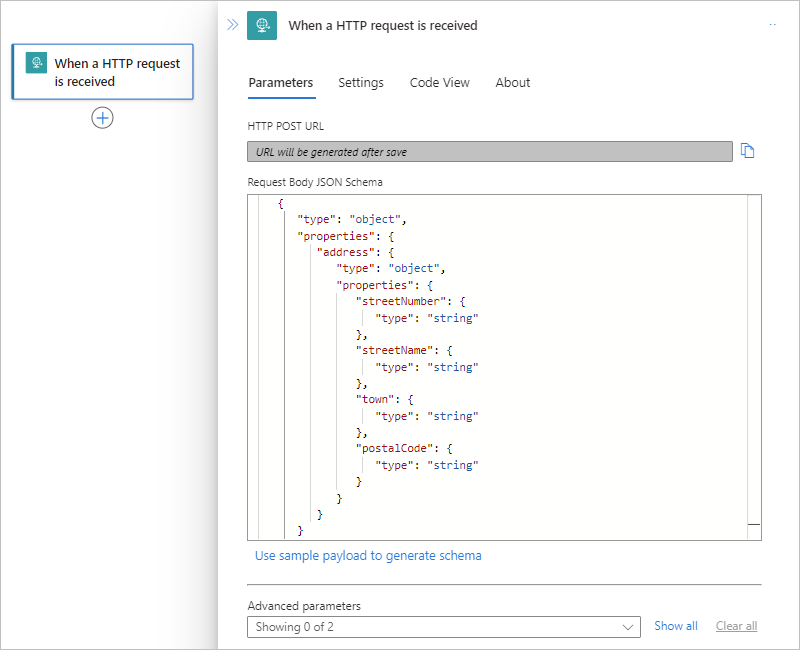 When a HTTP request
is received
When a HTTP request is received
Parameters Settings Code View About
HTTP POST URL
URL will be generated after save
Request Body JSON Schema
{
"type": "object",
"properties": {
"address": {
"type": "object",
"properties": {
"streetNumber": {
"type": "string"
},
"streetName": {
"type": "string"
},
"town": {
"type": "string"
},
"postalCode": {
"type": "string"
}
}
}
}
Use sample payload to generate schema
Advanced parameters
Showing 0 of 2 Show all Clear all